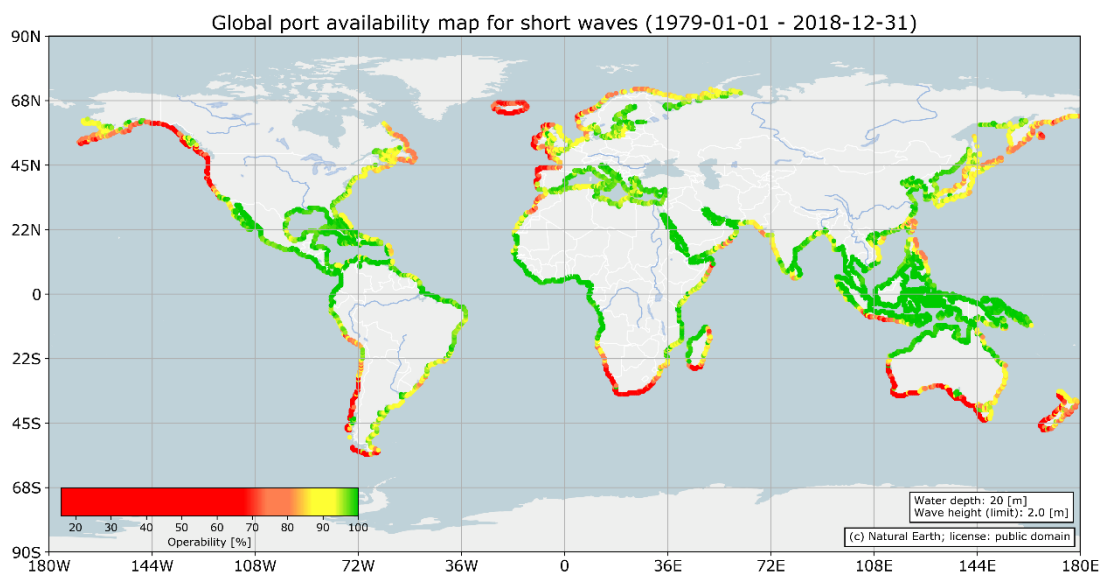 Global port availability map for short waves (1979-01-01 - 2018-12-31)
90N
68N
45N
22N
0
22S
45S
68S
90S
20 30 40 50 60 70 80 90 100
Operability [%]
Water depth: 20 [m]
Wave height (limit): 2.0 [m]
(c) Natural Earth; license: public domain
180W 144W 108W 72W 36W 0 36E 72E 108E 144E 180E